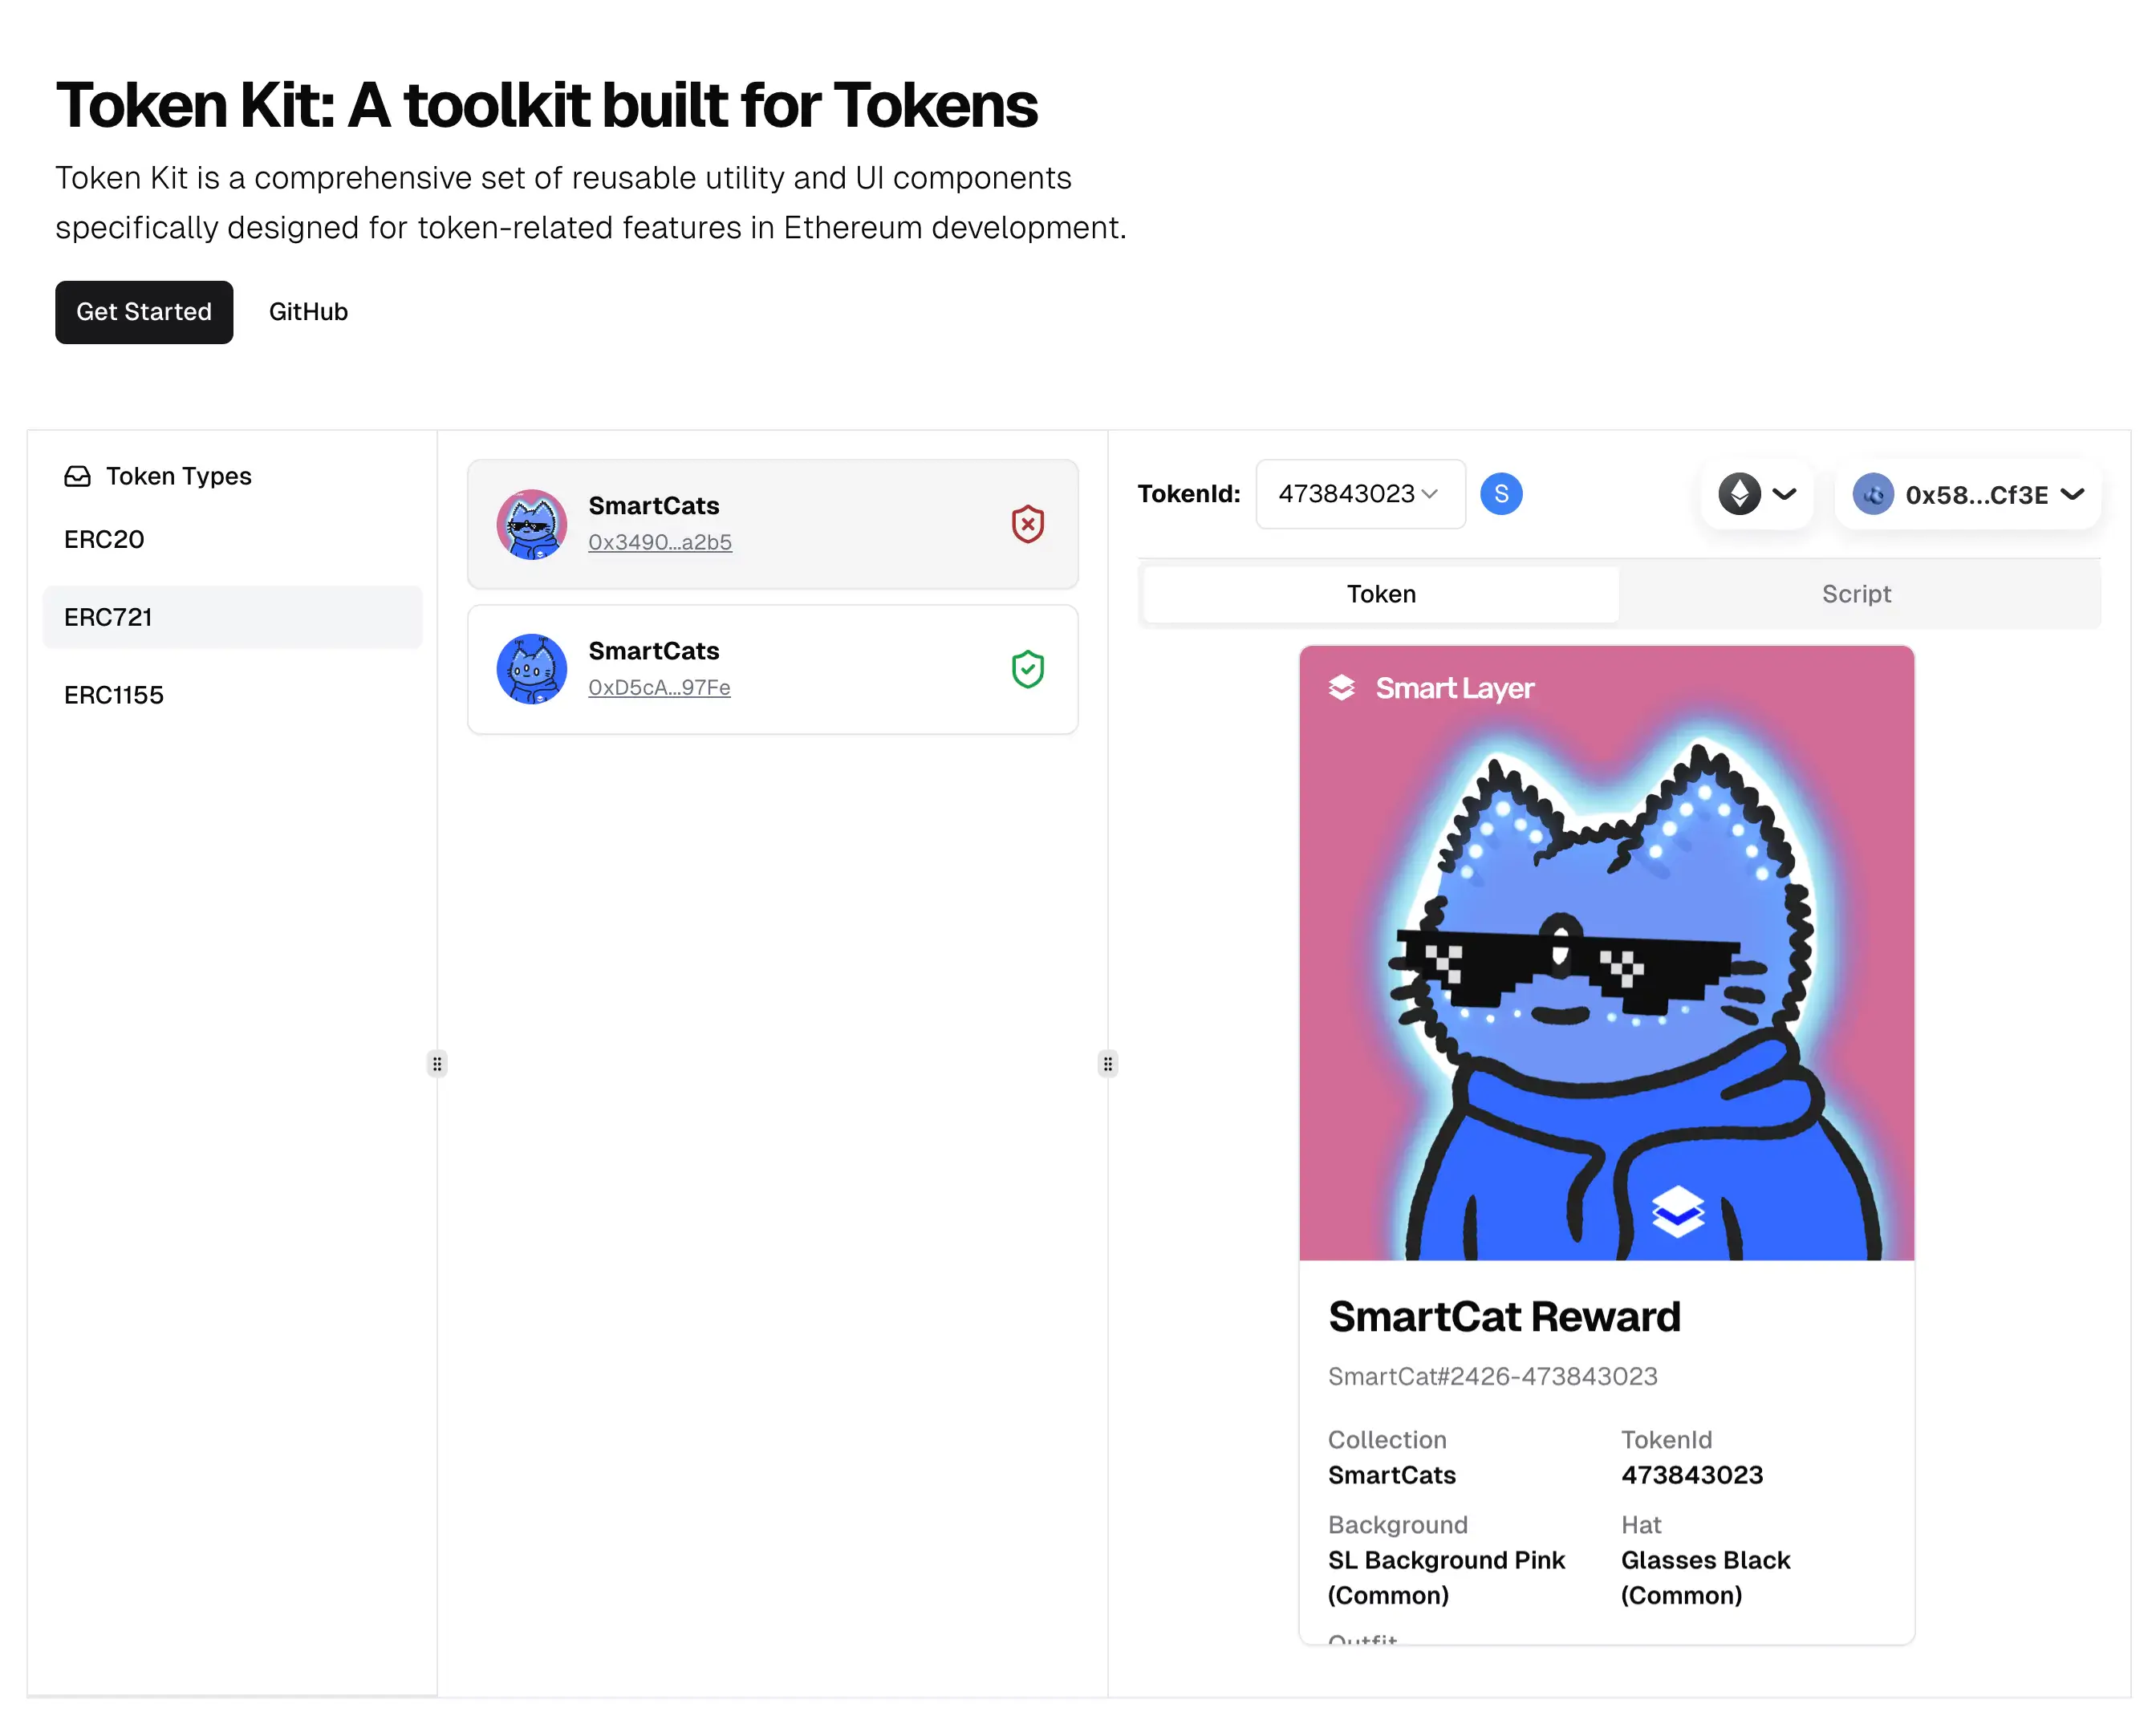 Token Kit: A toolkit built for Tokens
Token Kit is a comprehensive set of reusable utility and UI components
specifically designed for token-related features in Ethereum development.
Get Started
GitHub
Token Types
ERC20
ERC721
ERC1155
SmartCats
0x3490...a2b5
SmartCats
0xD5cA...97Fe
TokenId:
473843023
S
0x58...Cf3E
Token
Script
Smart Layer
SmartCat Reward
SmartCat#2426-473843023
Collection
SmartCats
TokenId
473843023
Background
SL Background Pink
(Common)
Hat
Glasses Black
(Common)
Outfit